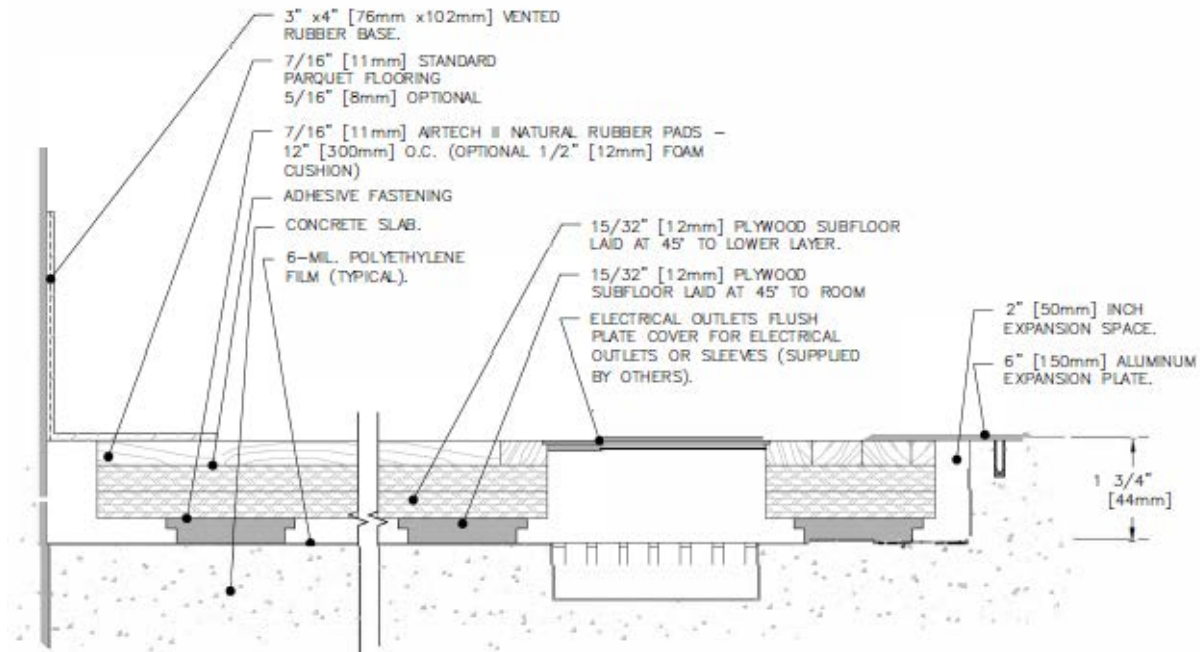 3" x4" [76mm x102mm] VENTED
RUBBER BASE.
7/16" [11mm] STANDARD
PARQUET FLOORING
5/16" [8mm] OPTIONAL
7/16" [11mm] AIRTECH II NATURAL RUBBER PADS –
12" [300mm] O.C. (OPTIONAL 1/2" [12mm] FOAM
CUSHION)
ADHESIVE FASTENING
CONCRETE SLAB.
6-MIL. POLYETHYLENE
FILM (TYPICAL).
15/32" [12mm] PLYWOOD SUBFLOOR
LAID AT 45° TO LOWER LAYER.
15/32" [12mm] PLYWOOD
SUBFLOOR LAID AT 45° TO ROOM
ELECTRICAL OUTLETS FLUSH
PLATE COVER FOR ELECTRICAL
OUTLETS OR SLEEVES (SUPPLIED
BY OTHERS).
2" [50mm] INCH
EXPANSION SPACE.
6" [150mm] ALUMINUM
EXPANSION PLATE.
1 3/4"
[44mm]